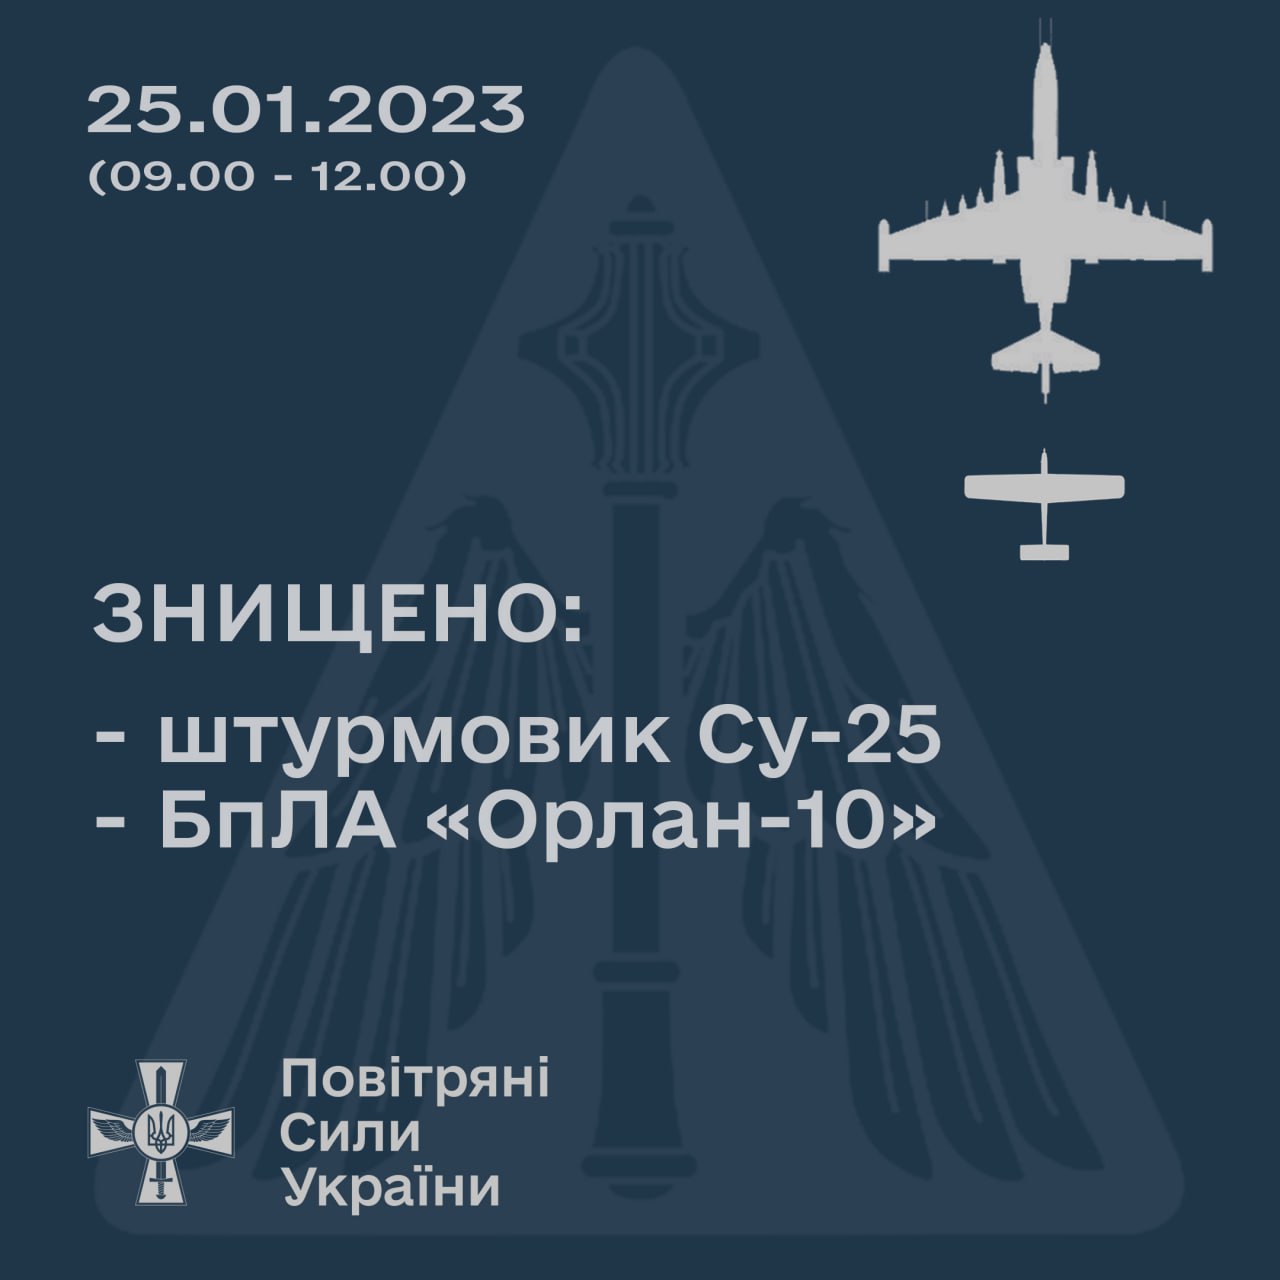 25.01.2023
(09.00 - 12.00)
ЗНИЩЕНО:
- штурмовик Су-25
- БпЛА «Орлан-10»
Повітряні
Сили
України